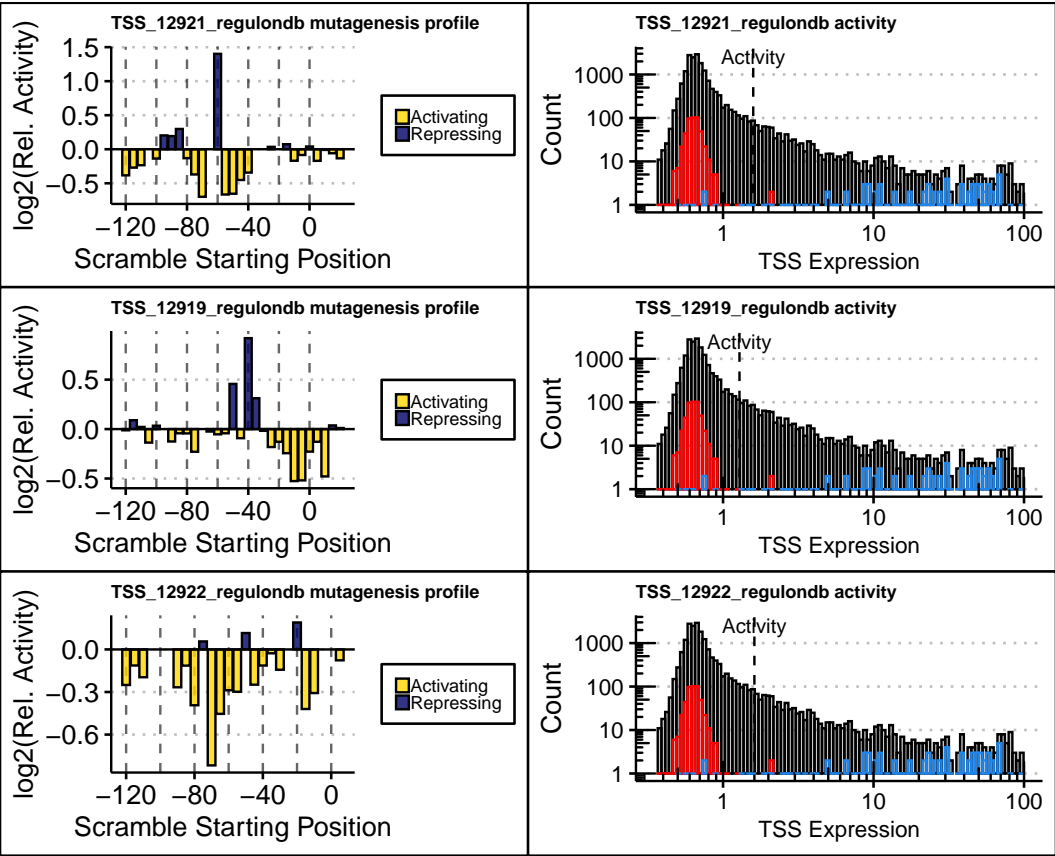 TSS_12921_regulondb mutagenesis profile
log2(Rel. Activity)
1.5
1.0
0.5
0.0
−0.5
−120 −80 −40 0
Scramble Starting Position
Activating
Repressing
TSS_12921_regulondb activity
Activity
Count
1000
100
10
1
1 10 100
TSS Expression
TSS_12919_regulondb mutagenesis profile
log2(Rel. Activity)
0.5
0.0
−0.5
−120 −80 −40 0
Scramble Starting Position
Activating
Repressing
TSS_12919_regulondb activity
Activity
Count
1000
100
10
1
1 10 100
TSS Expression
TSS_12922_regulondb mutagenesis profile
log2(Rel. Activity)
0.0
−0.3
−0.6
−120 −80 −40 0
Scramble Starting Position
Activating
Repressing
TSS_12922_regulondb activity
Activity
Count
1000
100
10
1
1 10 100
TSS Expression